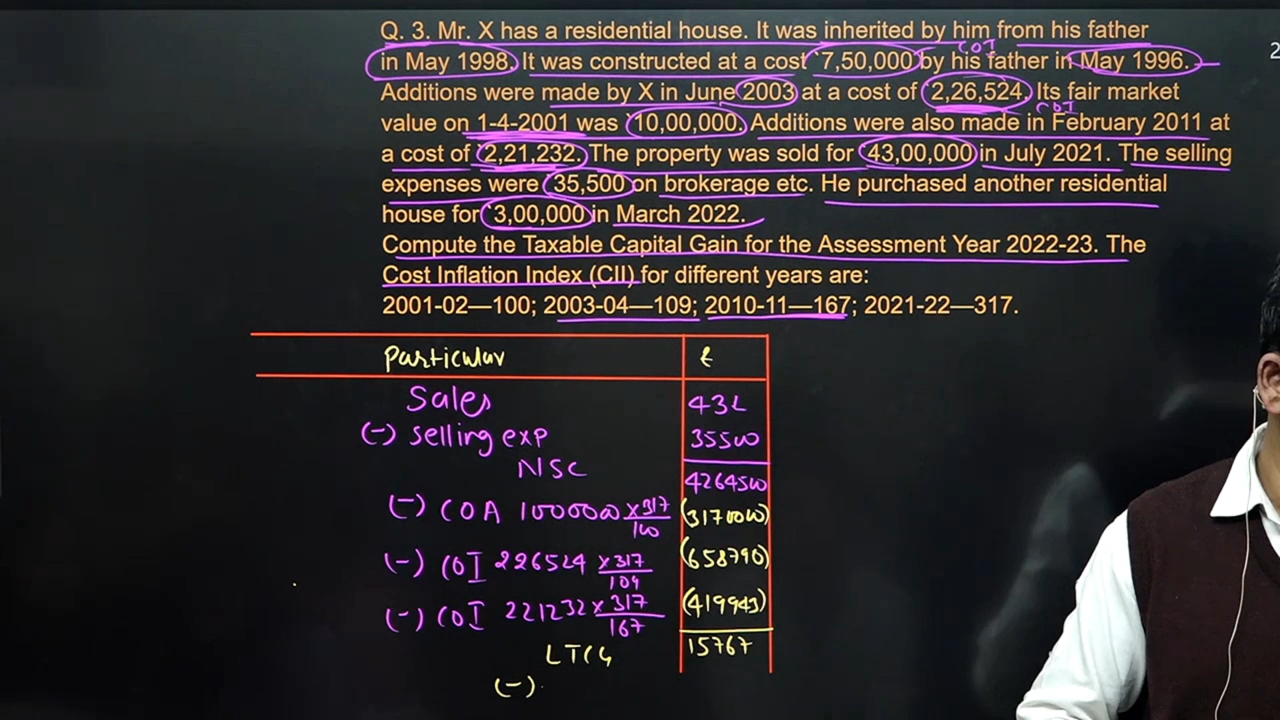 Q. 3. Mr. X has a residential house. It was inherited by him from his father
in May 1998. It was constructed at a cost `7,50,000 by his father in May 1996.
COI
Additions were made by X in June 2003 at a cost of `2,26,524. Its fair market
COI
value on 1-4-2001 was `10,00,000. Additions were also made in February 2011 at
a cost of `2,21,232. The property was sold for `43,00,000 in July 2021. The selling
expenses were `35,500 on brokerage etc. He purchased another residential
house for `3,00,000 in March 2022.
Compute the Taxable Capital Gain for the Assessment Year 2022-23. The
Cost Inflation Index (CII) for different years are:
2001-02—100; 2003-04—109; 2010-11—167; 2021-22—317.
2
Particular ₹
Sales 43L
(-) Selling exp 35500
NSC 4264500
(-) COA 1000000 × 317/100 (3170000)
(-) COI 226524 × 317/109 (658790)
(-) COI 221232 × 317/167 (419943)
LTCG 15767
(-)